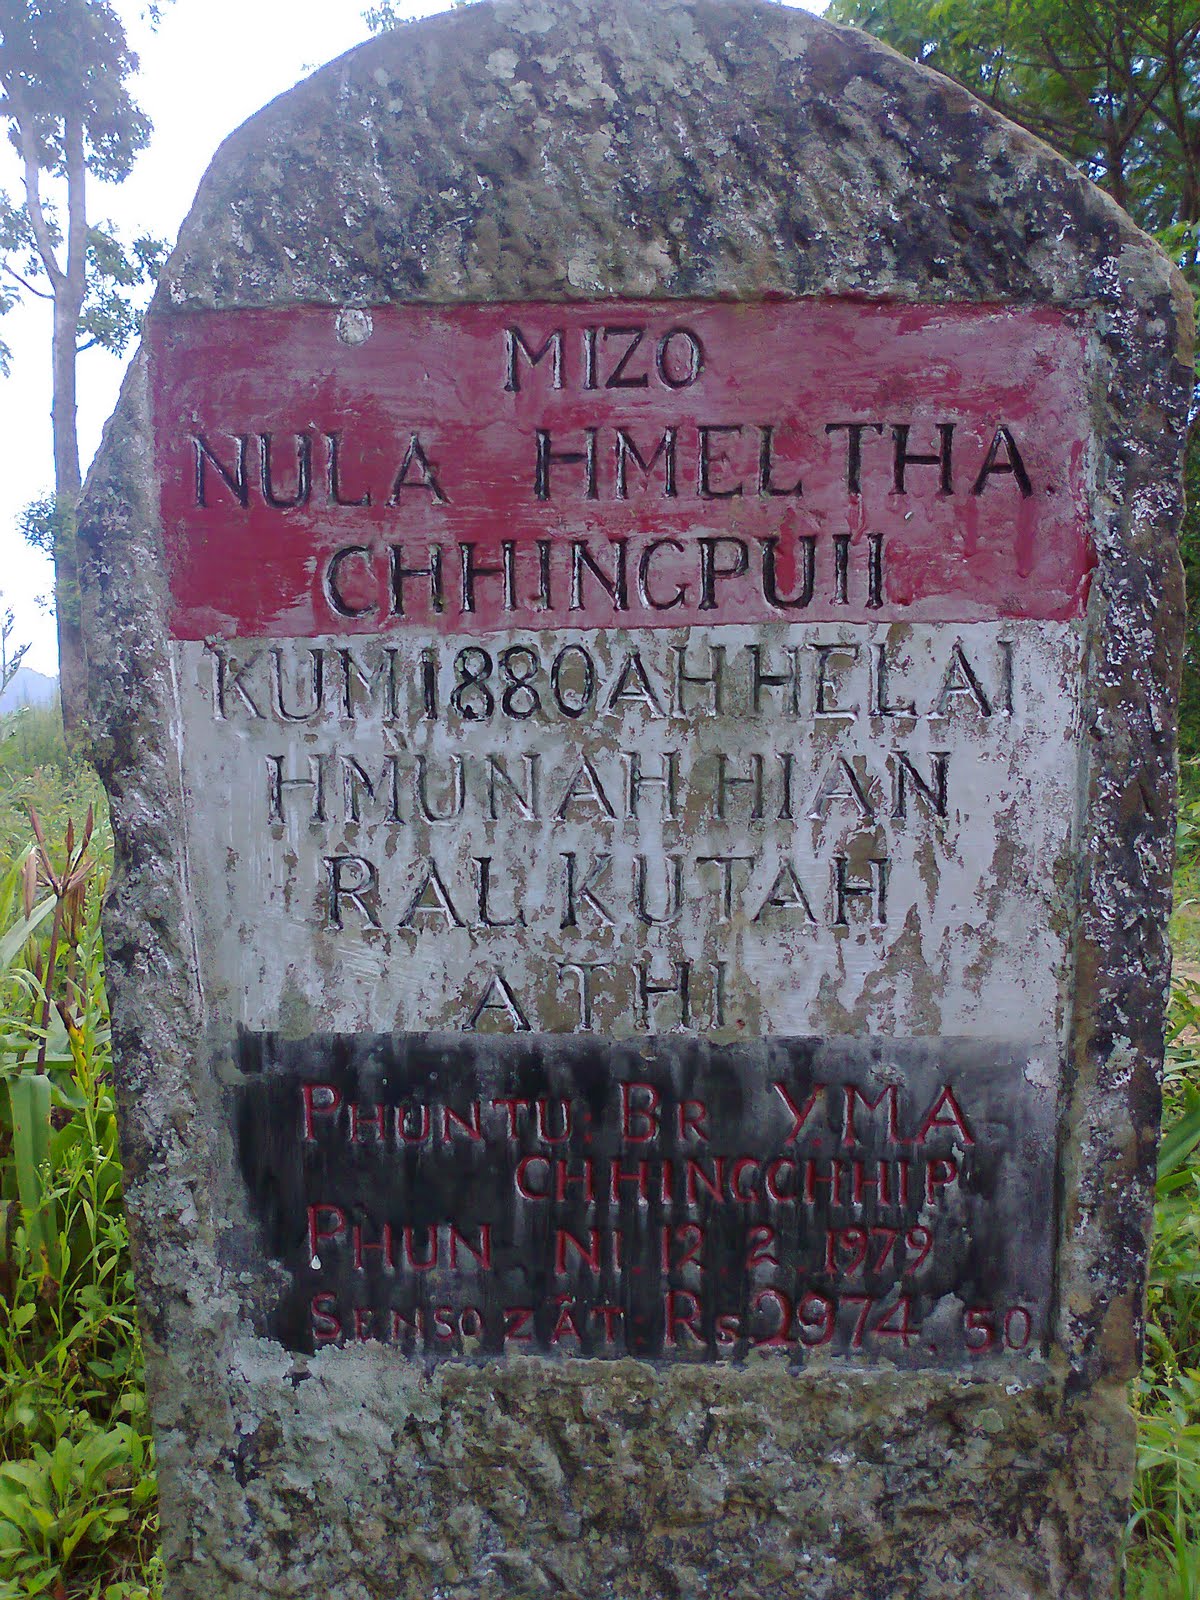 MIZO
NULA HMELTHA
CHHINGPUII
KUM 1880 AH HE LAI
HMUNAH HIAN
RAL KUTAH
A THI
PHUNTU: BR Y.M.A
CHHINGCHHIP
PHUN NI. 12.2.1979
SENSO ZÂT: Rs 2974.50